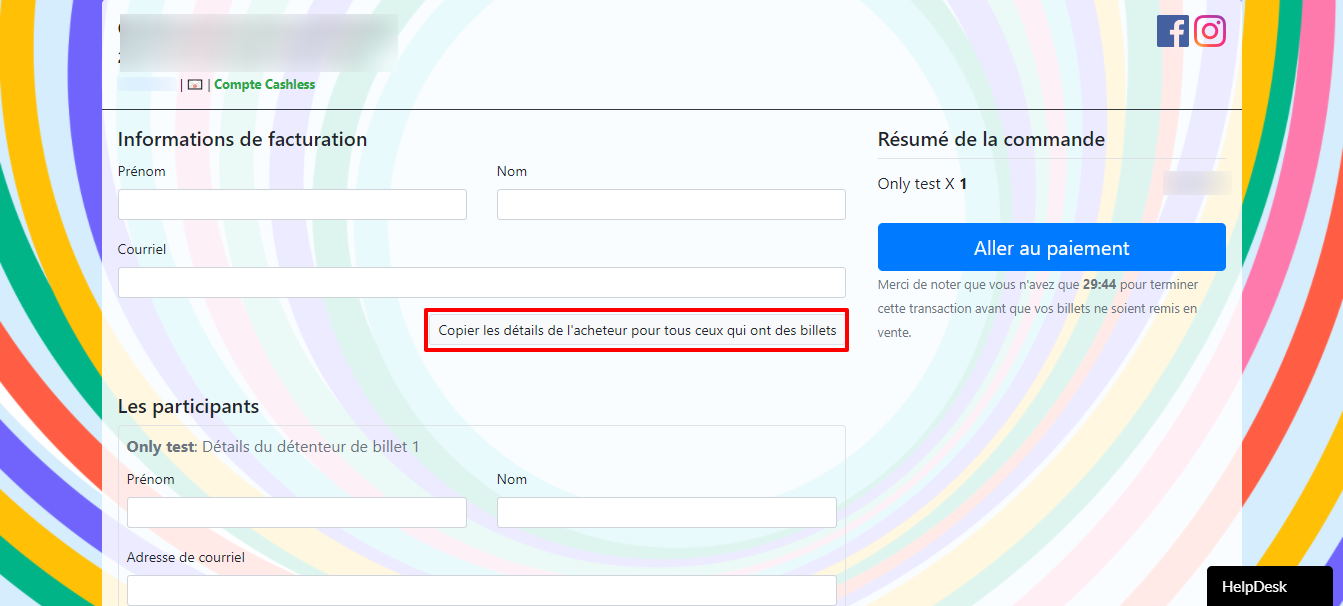 | | Compte Cashless
Informations de facturation
Prénom
Nom
Courriel
Copier les détails de l'acheteur pour tous ceux qui ont des billets
Les participants
Only test: Détails du détenteur de billet 1
Prénom
Nom
Adresse de courriel
Résumé de la commande
Only test X 1
Aller au paiement
Merci de noter que vous n'avez que 29:44 pour terminer
cette transaction avant que vos billets ne soient remis en
vente.
HelpDesk